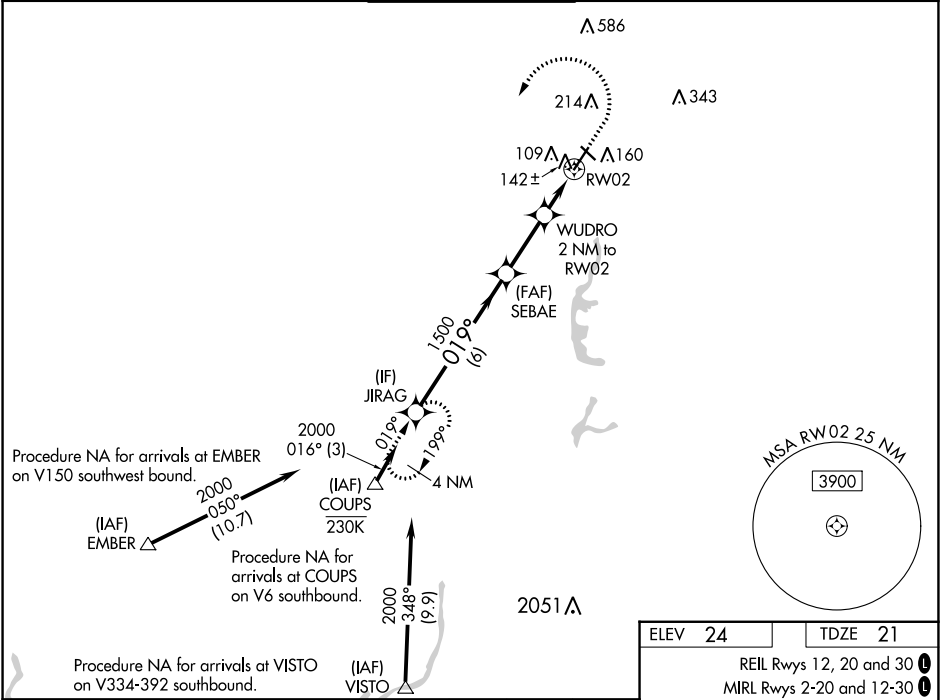 586
214
343
109
160
142±
RW02
WUDRO
2 NM to
RW02
(FAF)
SEBAE
1500
019°
(6)
(IF)
JIRAG
2000
016° (3)
019°
199°
4 NM
Procedure NA for arrivals at EMBER
on V150 southwest bound.
2000
050°
(10.7)
(IAF)
EMBER
(IAF)
COUPS
230K
Procedure NA for
arrivals at COUPS
on V6 southbound.
2000
348°
(9.9)
2051
Procedure NA for arrivals at VISTO
on V334-392 southbound.
(IAF)
VISTO
MSA RW02 25 NM
3900
ELEV 24
TDZE 21
REIL Rwys 12, 20 and 30 L
MIRL Rwys 2-20 and 12-30 L